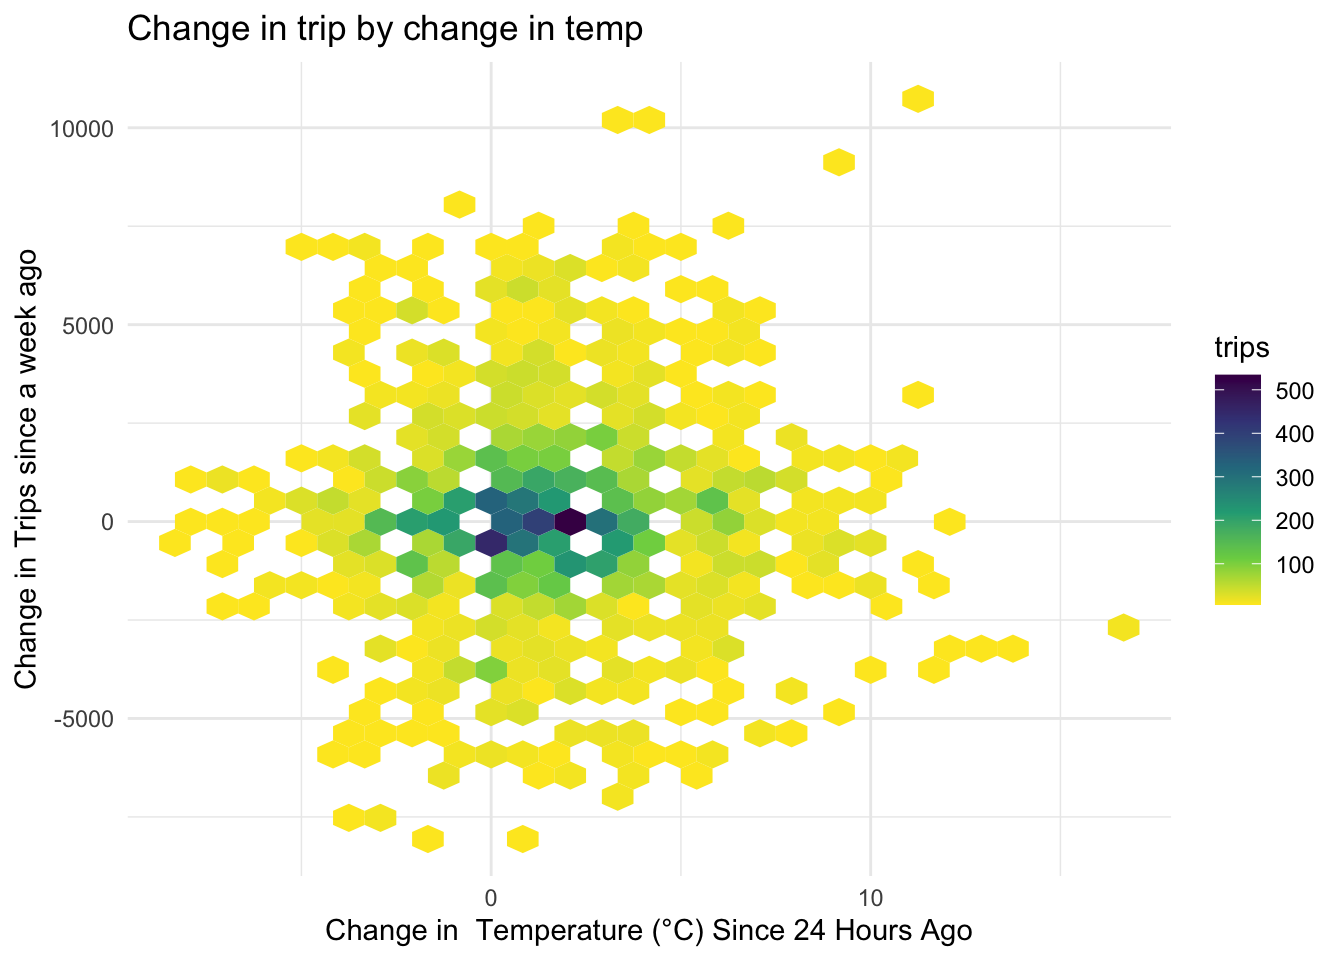 Change in trip by change in temp
10000
5000
0
-5000
Change in Trips since a week ago
0
10
Change in  Temperature (°C) Since 24 Hours Ago
trips
500
400
300
200
100